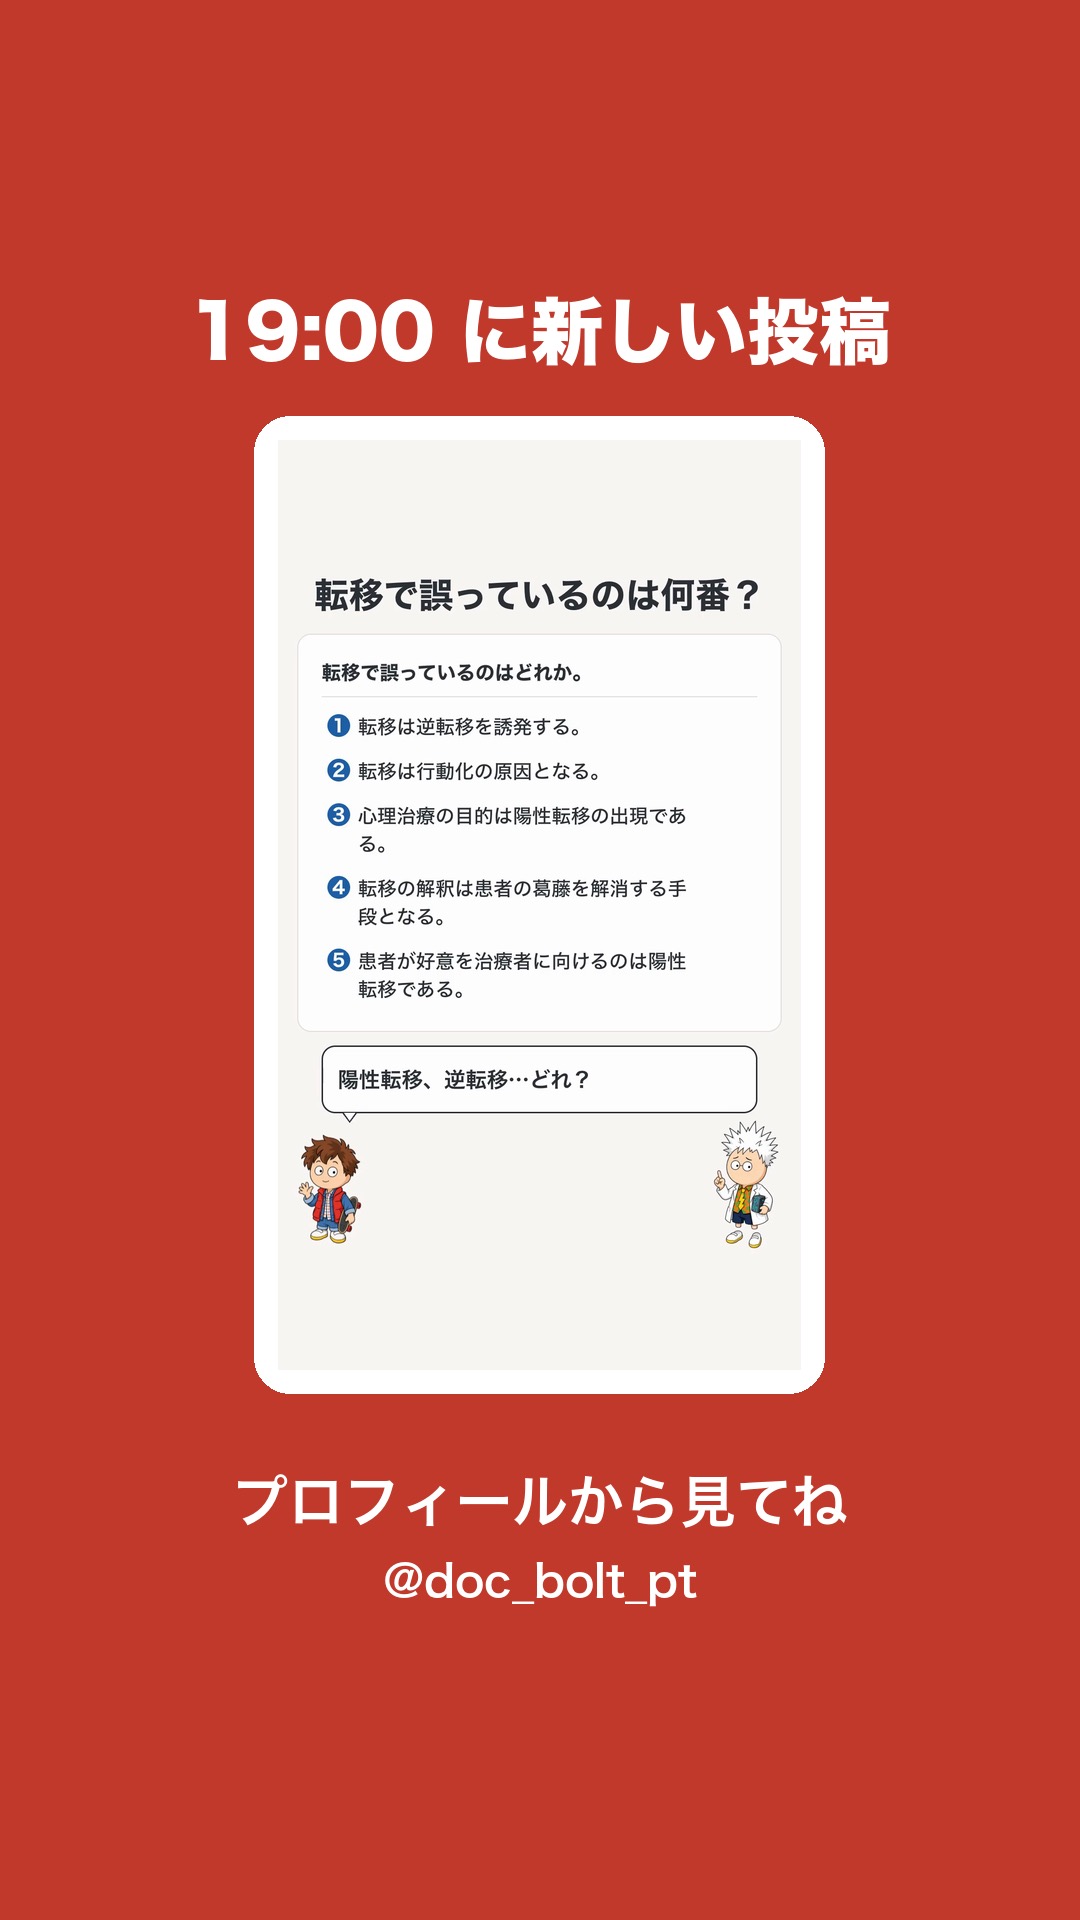 19:00 に新しい投稿
転移で誤っているのは何番？
転移で誤っているのはどれか。
1 転移は逆転移を誘発する。
2 転移は行動化の原因となる。
3 心理治療の目的は陽性転移の出現であ
る。
4 転移の解釈は患者の葛藤を解消する手
段となる。
5 患者が好意を治療者に向けるのは陽性
転移である。
陽性転移、逆転移…どれ？
プロフィールから見てね
@doc_bolt_pt